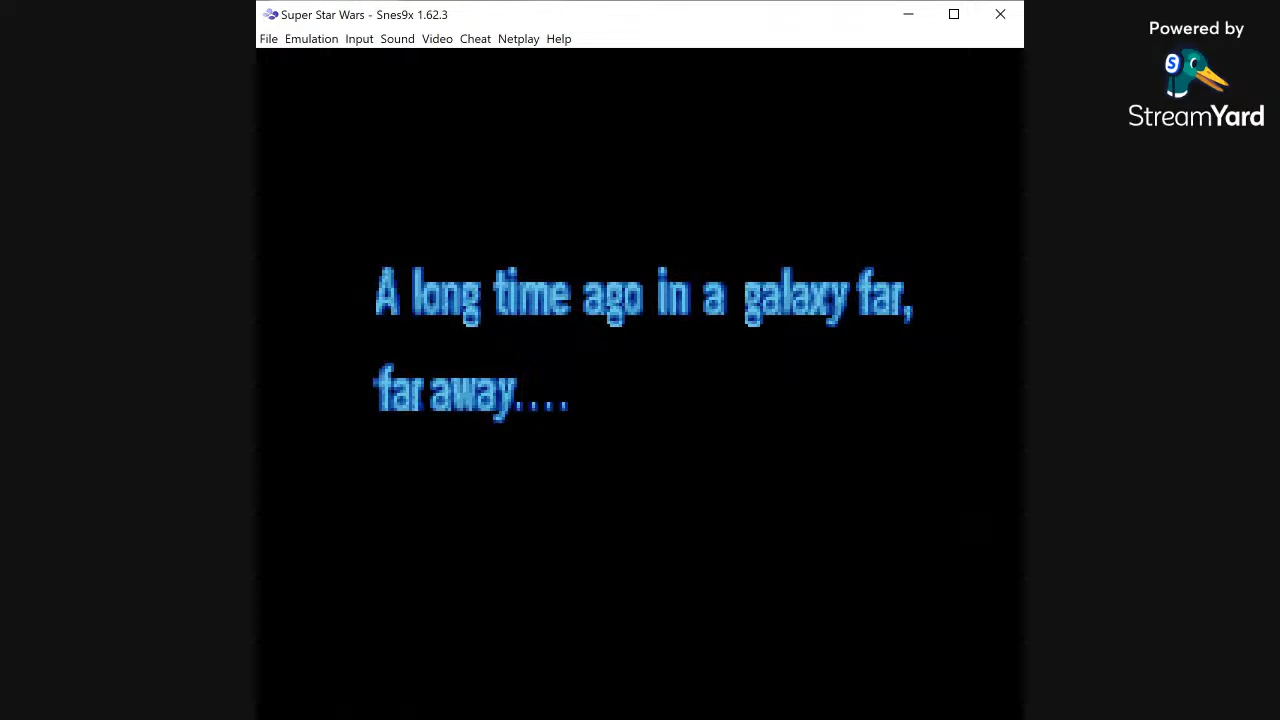 Super Star Wars - Snes9x 1.62.3
File Emulation Input Sound Video Cheat Netplay Help
Powered by
S
StreamYard
A long time ago in a galaxy far,
far away....